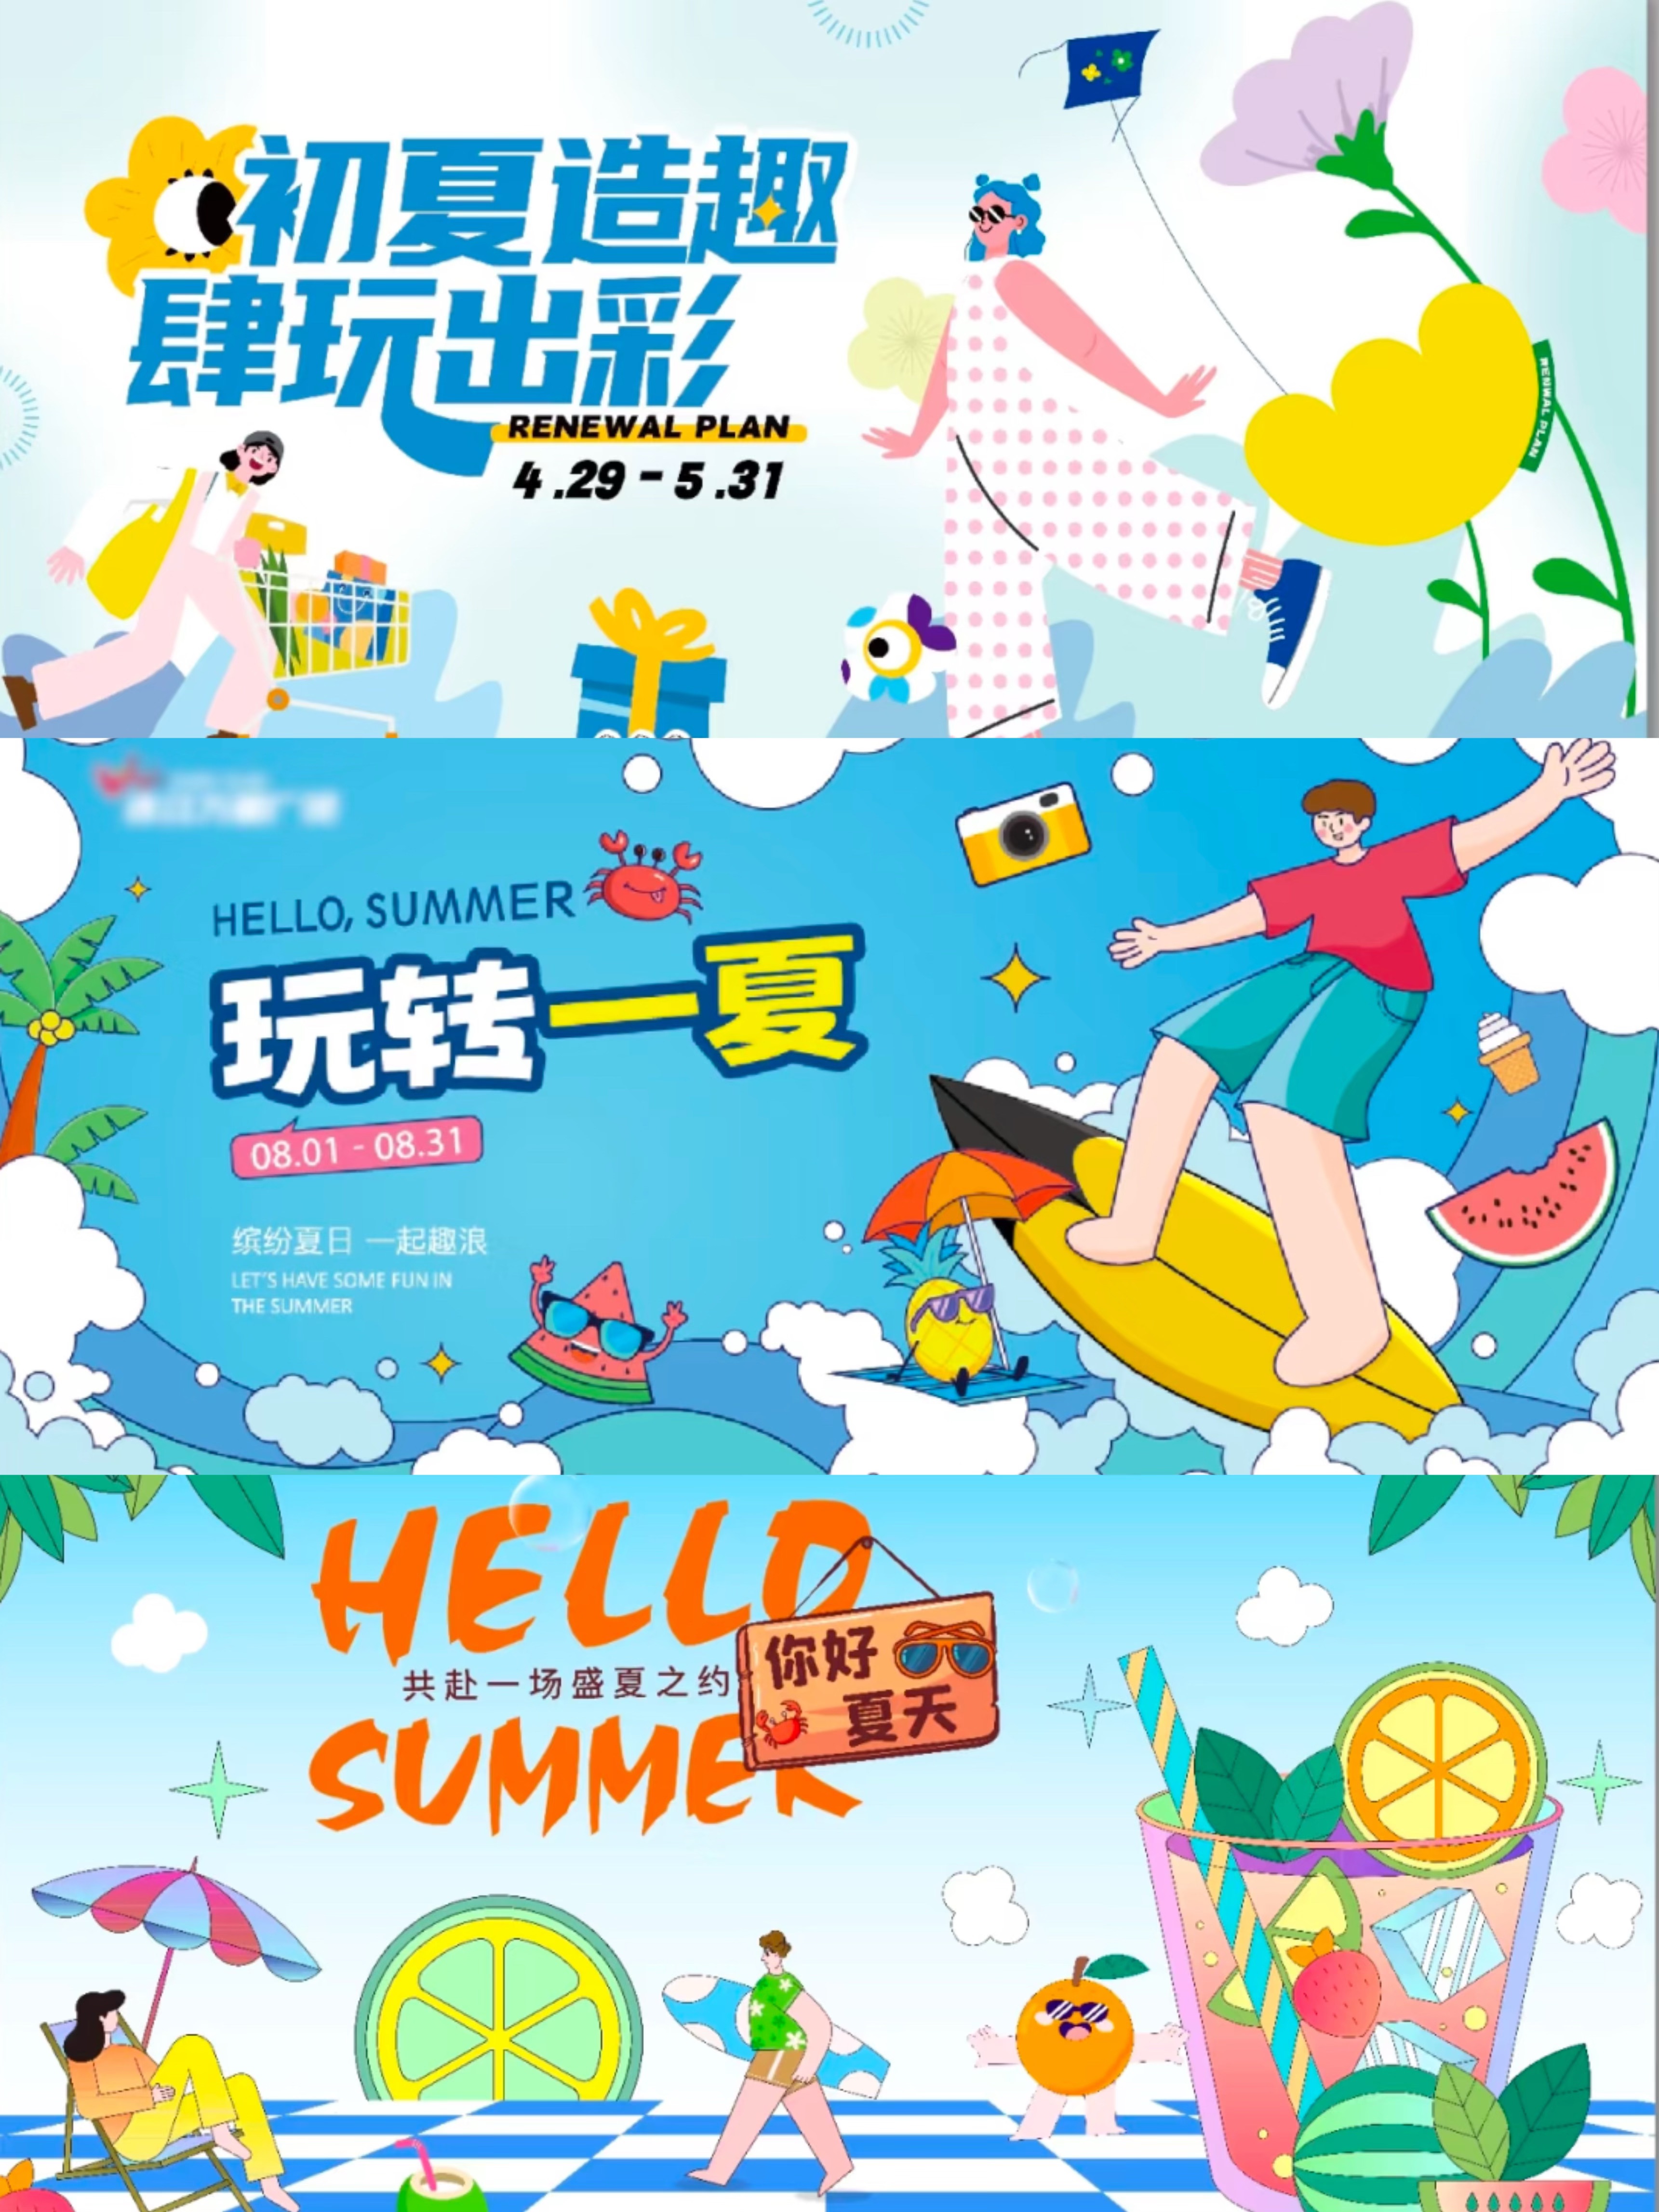 初夏造趣
肆玩出彩
RENEWAL PLAN
4.29 - 5.31
RENWAL PLAN
HELLO, SUMMER
玩转一夏
08.01 - 08.31
缤纷夏日 一起趣浪
LET'S HAVE SOME FUN IN
THE SUMMER
HELLO
共赴一场盛夏之约
你好
夏天
SUMMER